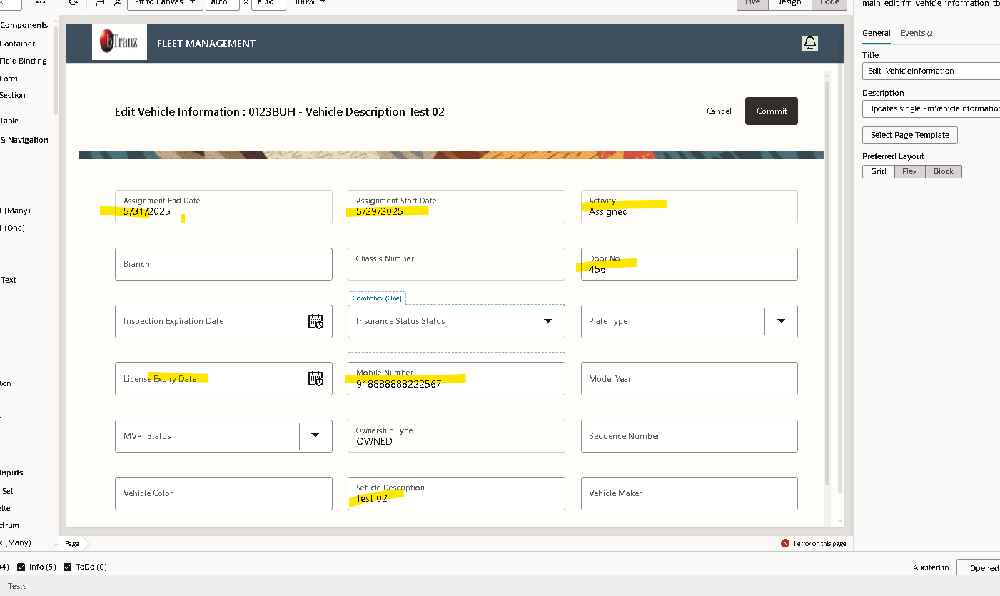 Fit to Canvas auto × auto 100%
Live Design Code
main-edit-fm-vehicle-information-tb
Components
Container
Field Binding
Form
Section
Table
& Navigation
t (Many)
t (One)
Text
ton
Inputs
Set
ette
ctrum
x (Many)
bTranz
FLEET MANAGEMENT
Edit Vehicle Information : 0123BUH - Vehicle Description Test 02
Cancel
Commit
Assignment End Date
5/31/2025
Assignment Start Date
5/29/2025
Activity
Assigned
Branch
Chassis Number
Door No
456
Combobox (One)
Inspection Expiration Date
Insurance Status Status
Plate Type
License Expiry Date
Mobile Number
918888888222567
Model Year
MVPI Status
Ownership Type
OWNED
Sequence Number
Vehicle Color
Vehicle Description
Test 02
Vehicle Maker
Page
1 error on this page
General Events (2)
Title
Edit VehicleInformation
Description
Updates single FmVehicleInformation
Select Page Template
Preferred Layout
Grid Flex Block
04) Info (5) ToDo (0)
Audited in
Opened
Tests